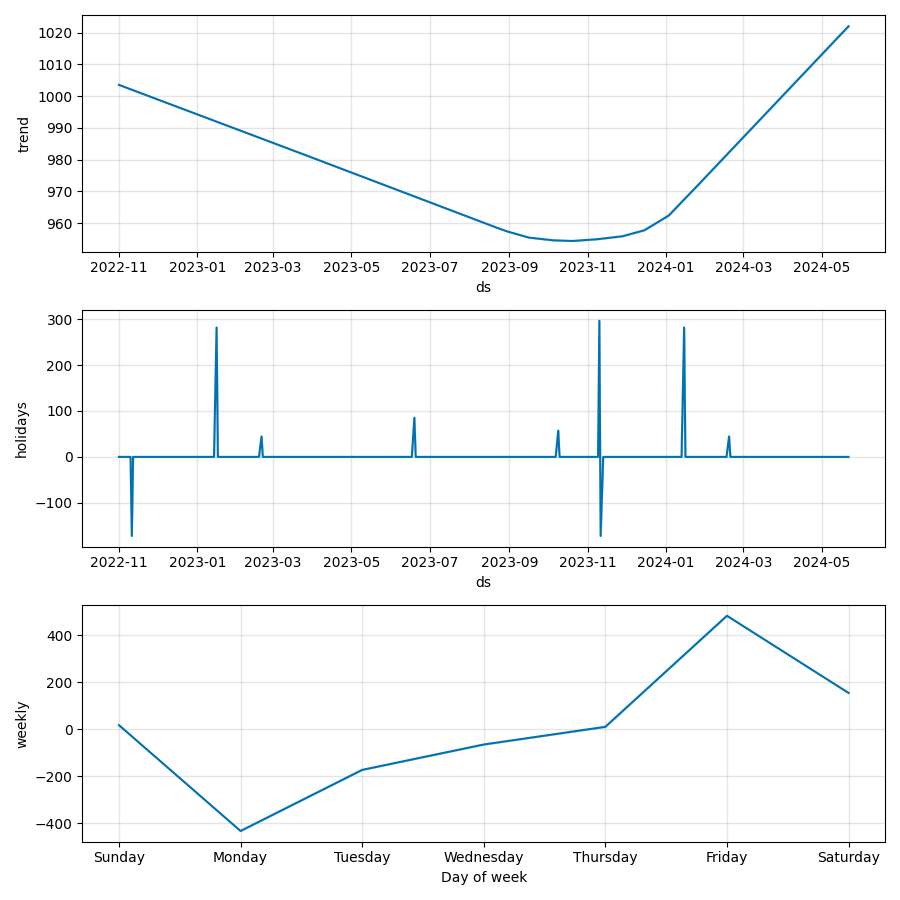 1020
1010
1000
990
980
970
960
trend
2022-11 2023-01 2023-03 2023-05 2023-07 2023-09 2023-11 2024-01 2024-03 2024-05
ds
300
200
100
0
−100
holidays
2022-11 2023-01 2023-03 2023-05 2023-07 2023-09 2023-11 2024-01 2024-03 2024-05
ds
400
200
0
−200
−400
weekly
Sunday Monday Tuesday Wednesday Thursday Friday Saturday
Day of week